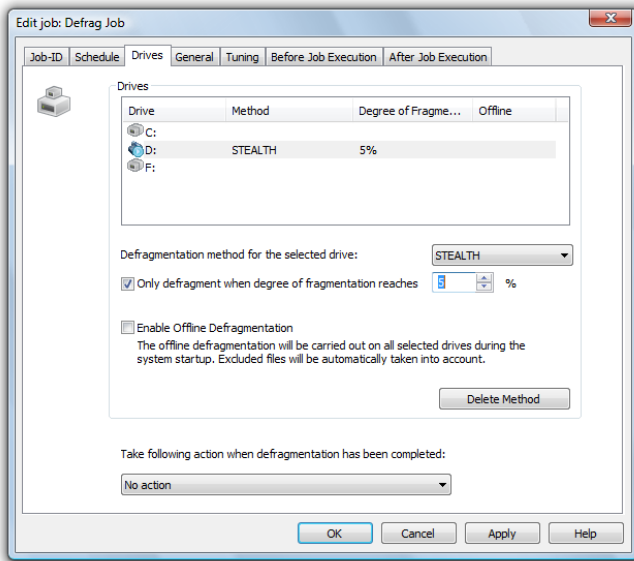 Edit job: Defrag Job
Job-ID Schedule Drives General Tuning Before Job Execution After Job Execution
Drives
Drive Method Degree of Fragme... Offline
C:
D: STEALTH 5%
F:
Defragmentation method for the selected drive: STEALTH
Only defragment when degree of fragmentation reaches 5 %
Enable Offline Defragmentation
The offline defragmentation will be carried out on all selected drives during the
system startup. Excluded files will be automatically taken into account.
Delete Method
Take following action when defragmentation has been completed:
No action
OK Cancel Apply Help